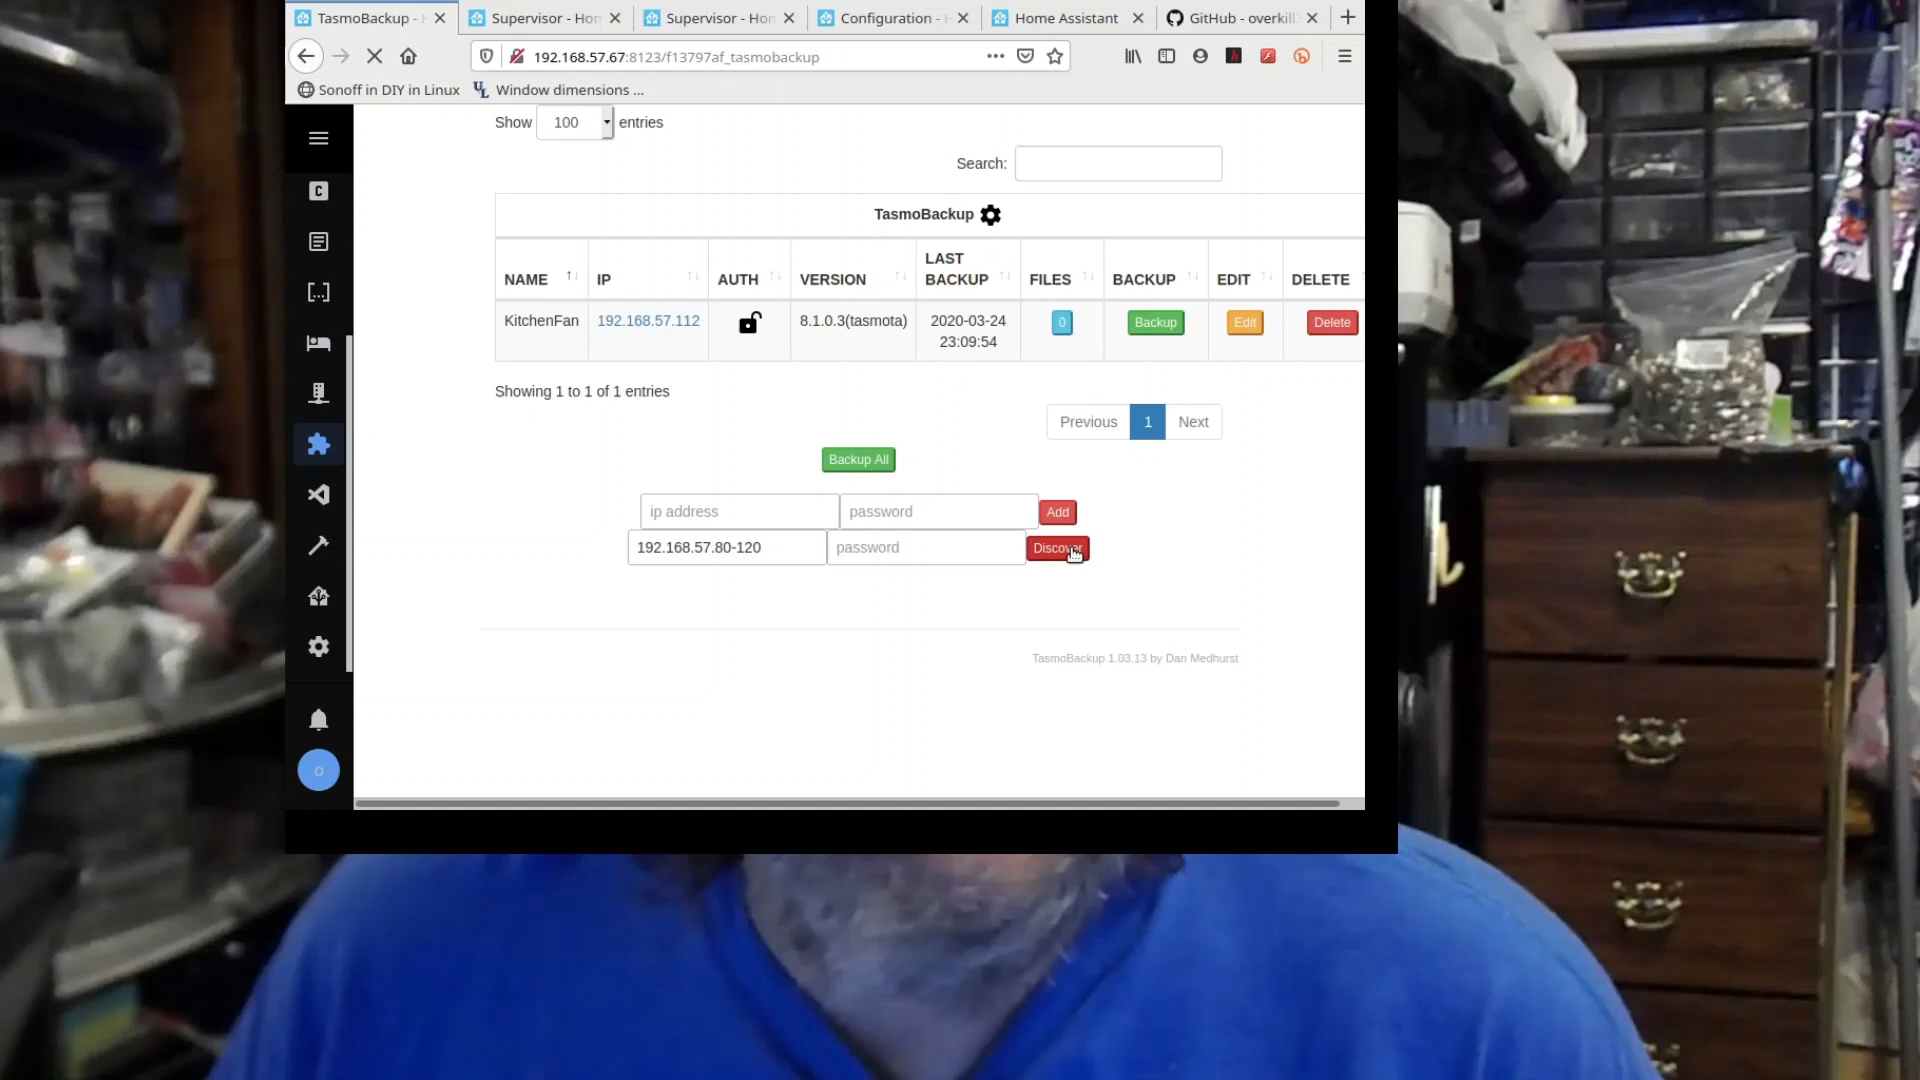 TasmoBackup - H
Supervisor - Hom
Supervisor - Hom
Configuration - H
Home Assistant
GitHub - overkill
192.168.57.67:8123/f13797af_tasmobackup
Sonoff in DIY in Linux
Window dimensions ...
Show 100 entries
Search:
TasmoBackup
NAME IP AUTH VERSION LAST BACKUP FILES BACKUP EDIT DELETE
KitchenFan 192.168.57.112 8.1.0.3(tasmota) 2020-03-24 23:09:54 0 Backup Edit Delete
Showing 1 to 1 of 1 entries
Previous 1 Next
Backup All
ip address password Add
192.168.57.80-120 password Discover
TasmoBackup 1.03.13 by Dan Medhurst